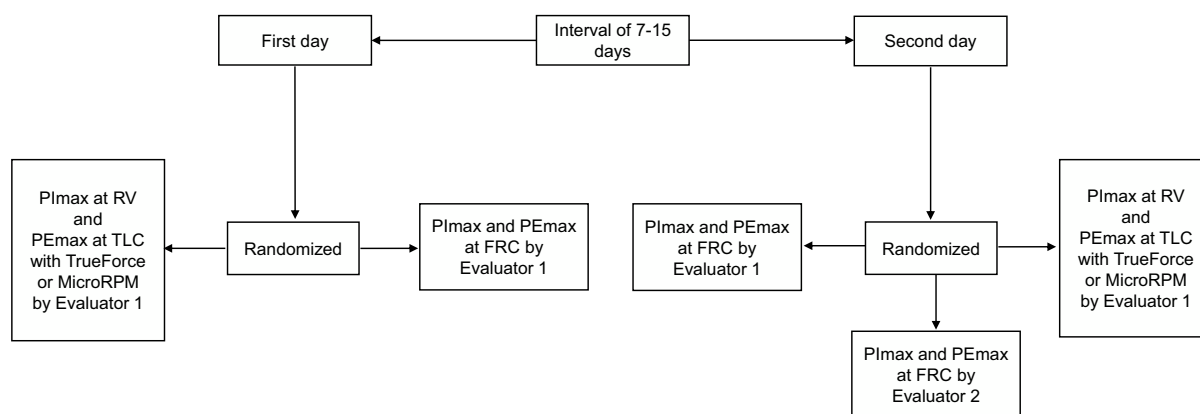 First day
Interval of 7-15
days
Second day
PImax at RV
and
PEmax at TLC
with TrueForce
or MicroRPM
by Evaluator 1
Randomized
PImax and PEmax
at FRC by
Evaluator 1
PImax and PEmax
at FRC by
Evaluator 1
Randomized
PImax at RV
and
PEmax at TLC
with TrueForce
or MicroRPM
by Evaluator 1
PImax and PEmax
at FRC by
Evaluator 2